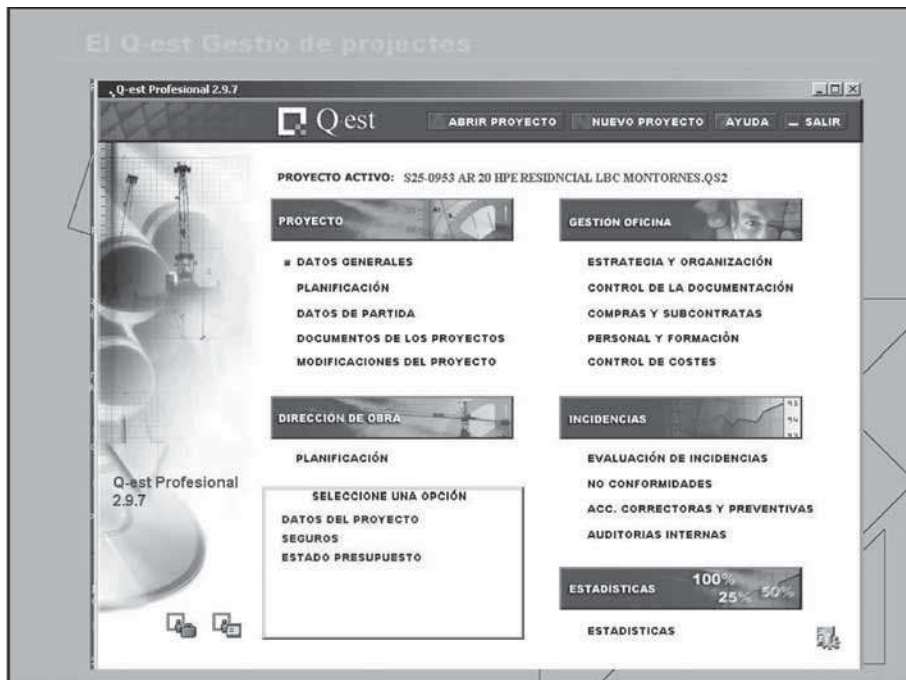 El Q-est Gestio de projectes
Q-est Profesional 2.9.7
Q-est
ABRIR PROYECTO
NUEVO PROYECTO
AYUDA
SALIR
PROYECTO ACTIVO: S25-0953 AR 20 HPE RESIDNCIAL LBC MONTORNES.QS2
PROYECTO
DATOS GENERALES
PLANIFICACIÓN
DATOS DE PARTIDA
DOCUMENTOS DE LOS PROYECTOS
MODIFICACIONES DEL PROYECTO
GESTIÓN OFICINA
ESTRATEGIA Y ORGANIZACIÓN
CONTROL DE LA DOCUMENTACIÓN
COMPRAS Y SUBCONTRATAS
PERSONAL Y FORMACIÓN
CONTROL DE COSTES
DIRECCIÓN DE OBRA
PLANIFICACIÓN
INCIDENCIAS
95
94
93
EVALUACIÓN DE INCIDENCIAS
NO CONFORMIDADES
ACC. CORRECTORAS Y PREVENTIVAS
AUDITORIAS INTERNAS
Q-est Profesional
2.9.7
SELECCIONE UNA OPCIÓN
DATOS DEL PROYECTO
SEGUROS
ESTADO PRESUPUESTO
ESTADISTICAS
100%
25%
50%
ESTADISTICAS